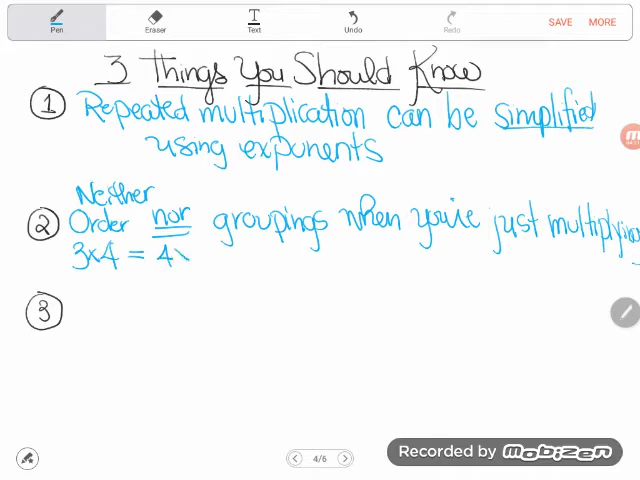 Pen
Eraser
Text
Undo
Redo
SAVE
MORE
3 Things You Should Know
1 Repeated multiplication can be simplified
using exponents
Neither
2 Order nor groupings when you're just multiplying
3x4 = 4
3
4/6
Recorded by mobizen